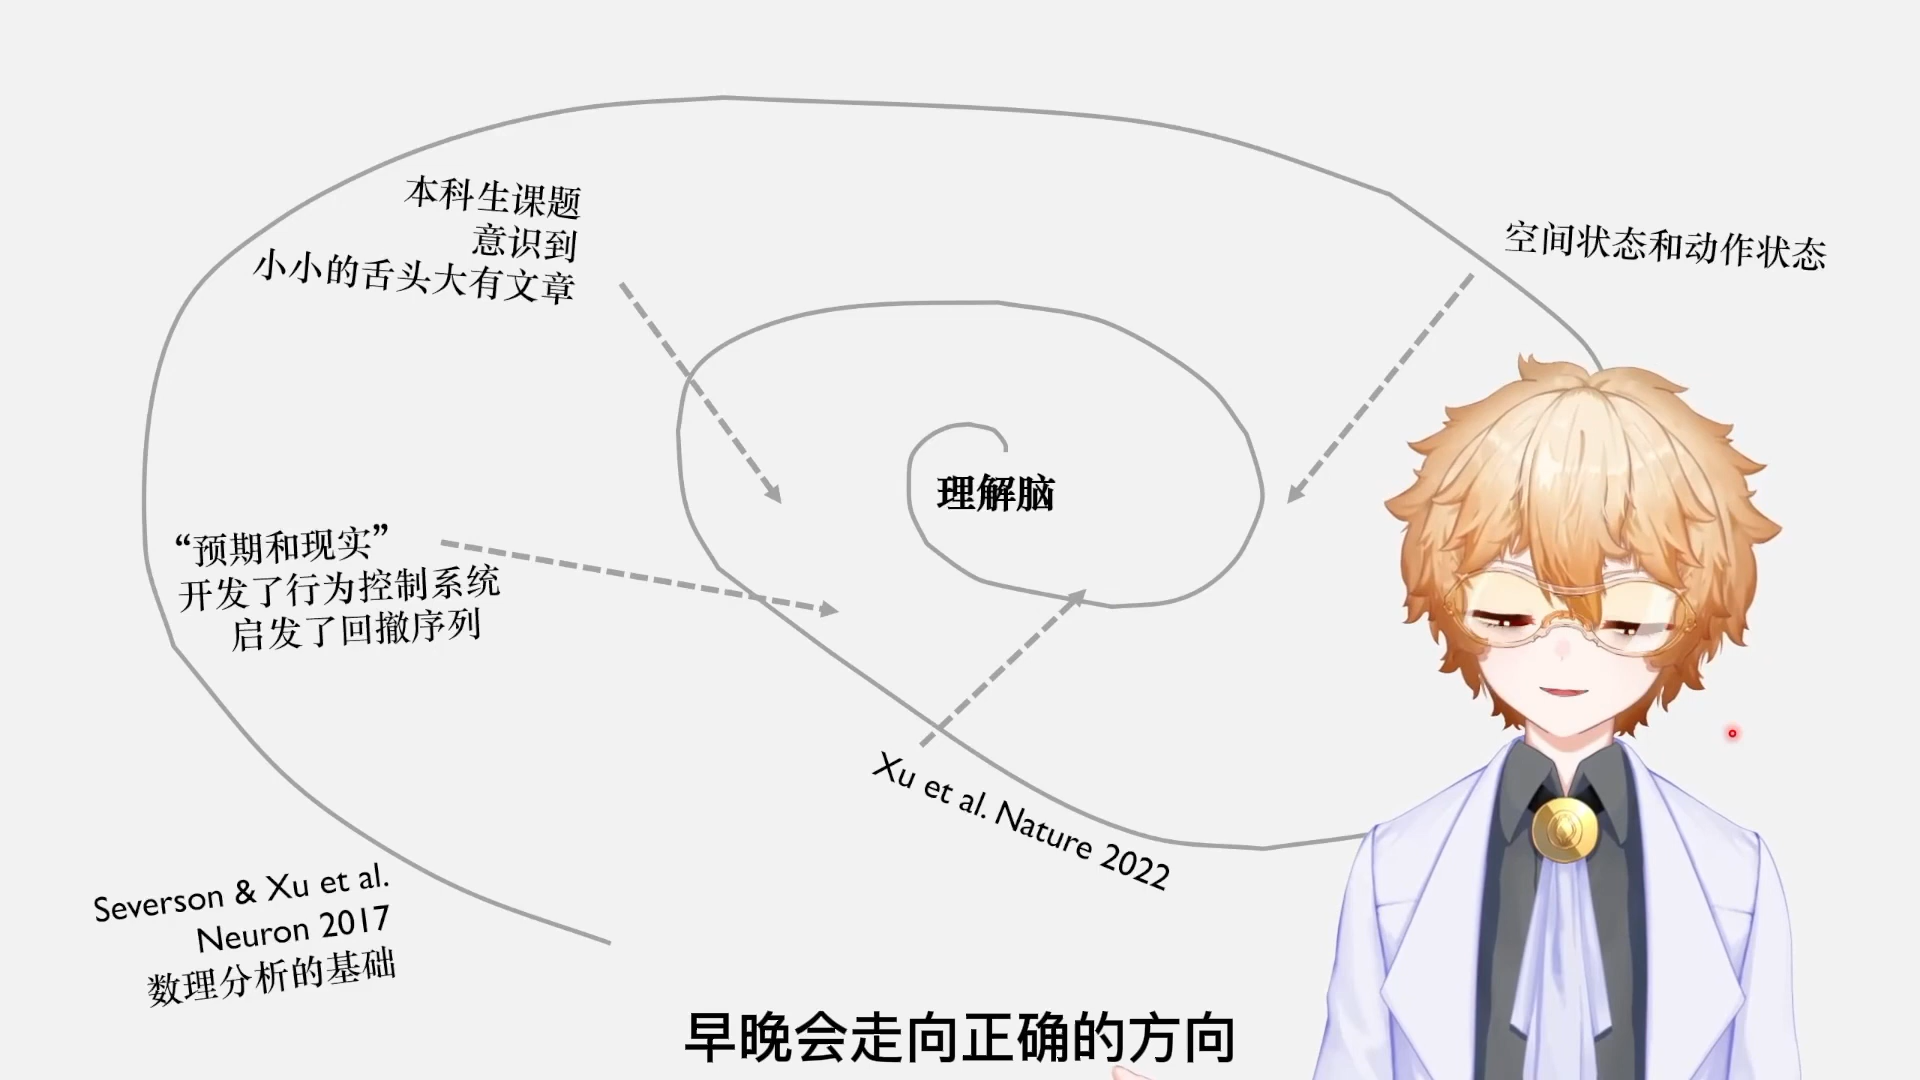 本科生课题
意识到
小小的舌头大有文章
空间状态和动作状态
理解脑
“预期和现实”
开发了行为控制系统
启发了回撤序列
Xu et al. Nature 2022
Severson & Xu et al.
Neuron 2017
数理分析的基础
早晚会走向正确的方向